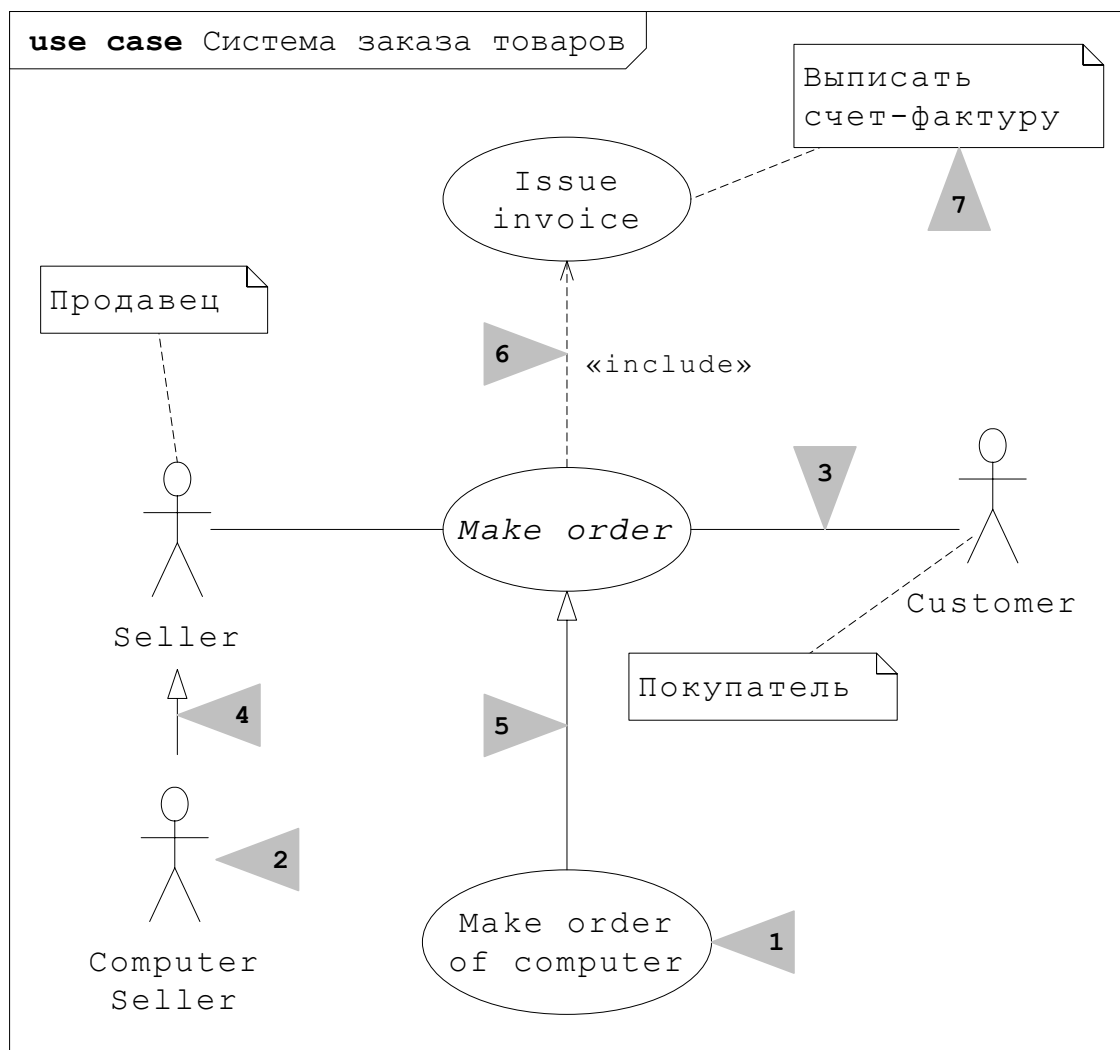 use case Система заказа товаров
Выписать
счет-фактуру
7
Issue
invoice
Продавец
6
«include»
3
Make order
Customer
Seller
Покупатель
4
5
2
Make order
of computer
1
Computer
Seller